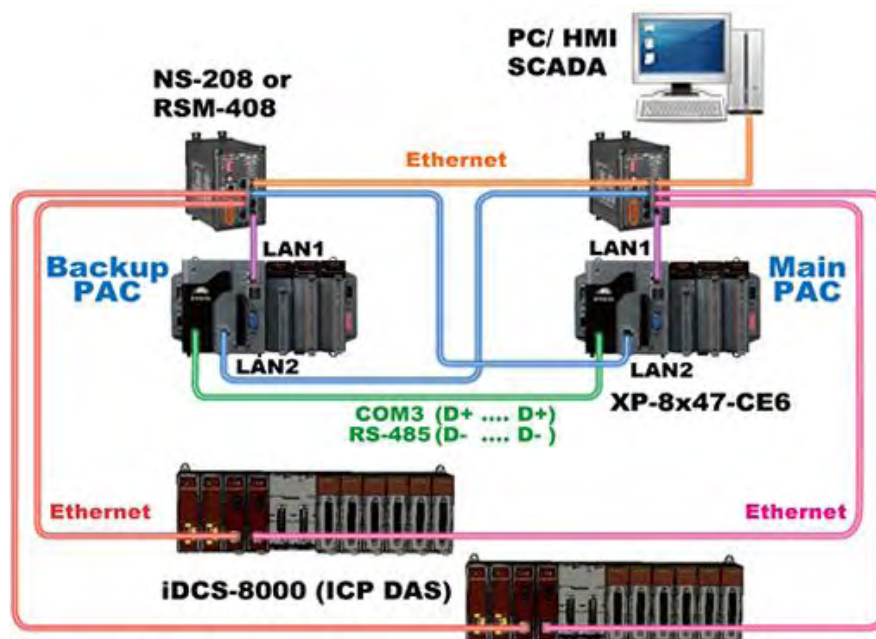 PC/ HMI
SCADA
NS-208 or
RSM-408
Ethernet
LAN1
LAN1
Backup
PAC
Main
PAC
LAN2
LAN2
XP-8x47-CE6
COM3 (D+ .... D+)
RS-485 (D- .... D- )
Ethernet
Ethernet
iDCS-8000 (ICP DAS)